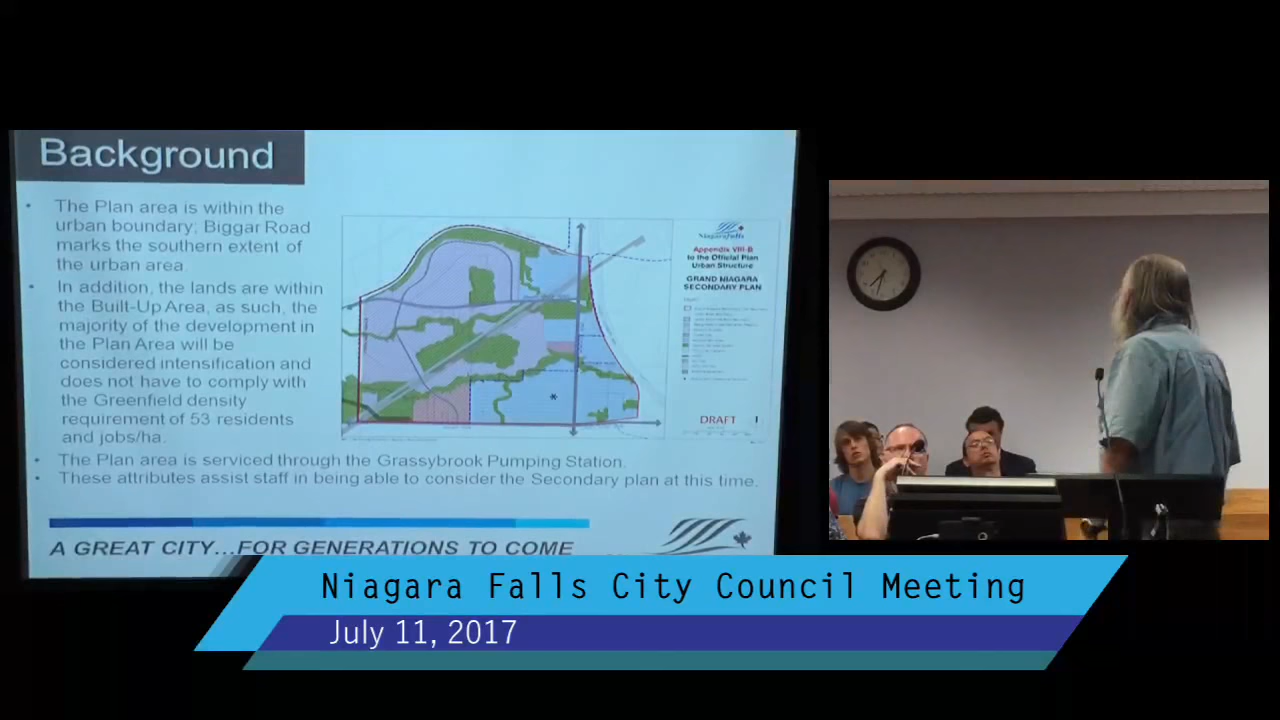 Background
• The Plan area is within the
urban boundary; Biggar Road
marks the southern extent of
the urban area.
• In addition, the lands are within
the Built-Up Area, as such, the
majority of the development in
the Plan Area will be
considered intensification and
does not have to comply with
the Greenfield density
requirement of 53 residents
and jobs/ha.
• The Plan area is serviced through the Grassybrook Pumping Station.
• These attributes assist staff in being able to consider the Secondary plan at this time.
NiagaraFalls
Appendix VIII-B
to the Official Plan
Urban Structure
GRAND NIAGARA
SECONDARY PLAN
DRAFT
A GREAT CITY...FOR GENERATIONS TO COME
Niagara Falls City Council Meeting
July 11, 2017